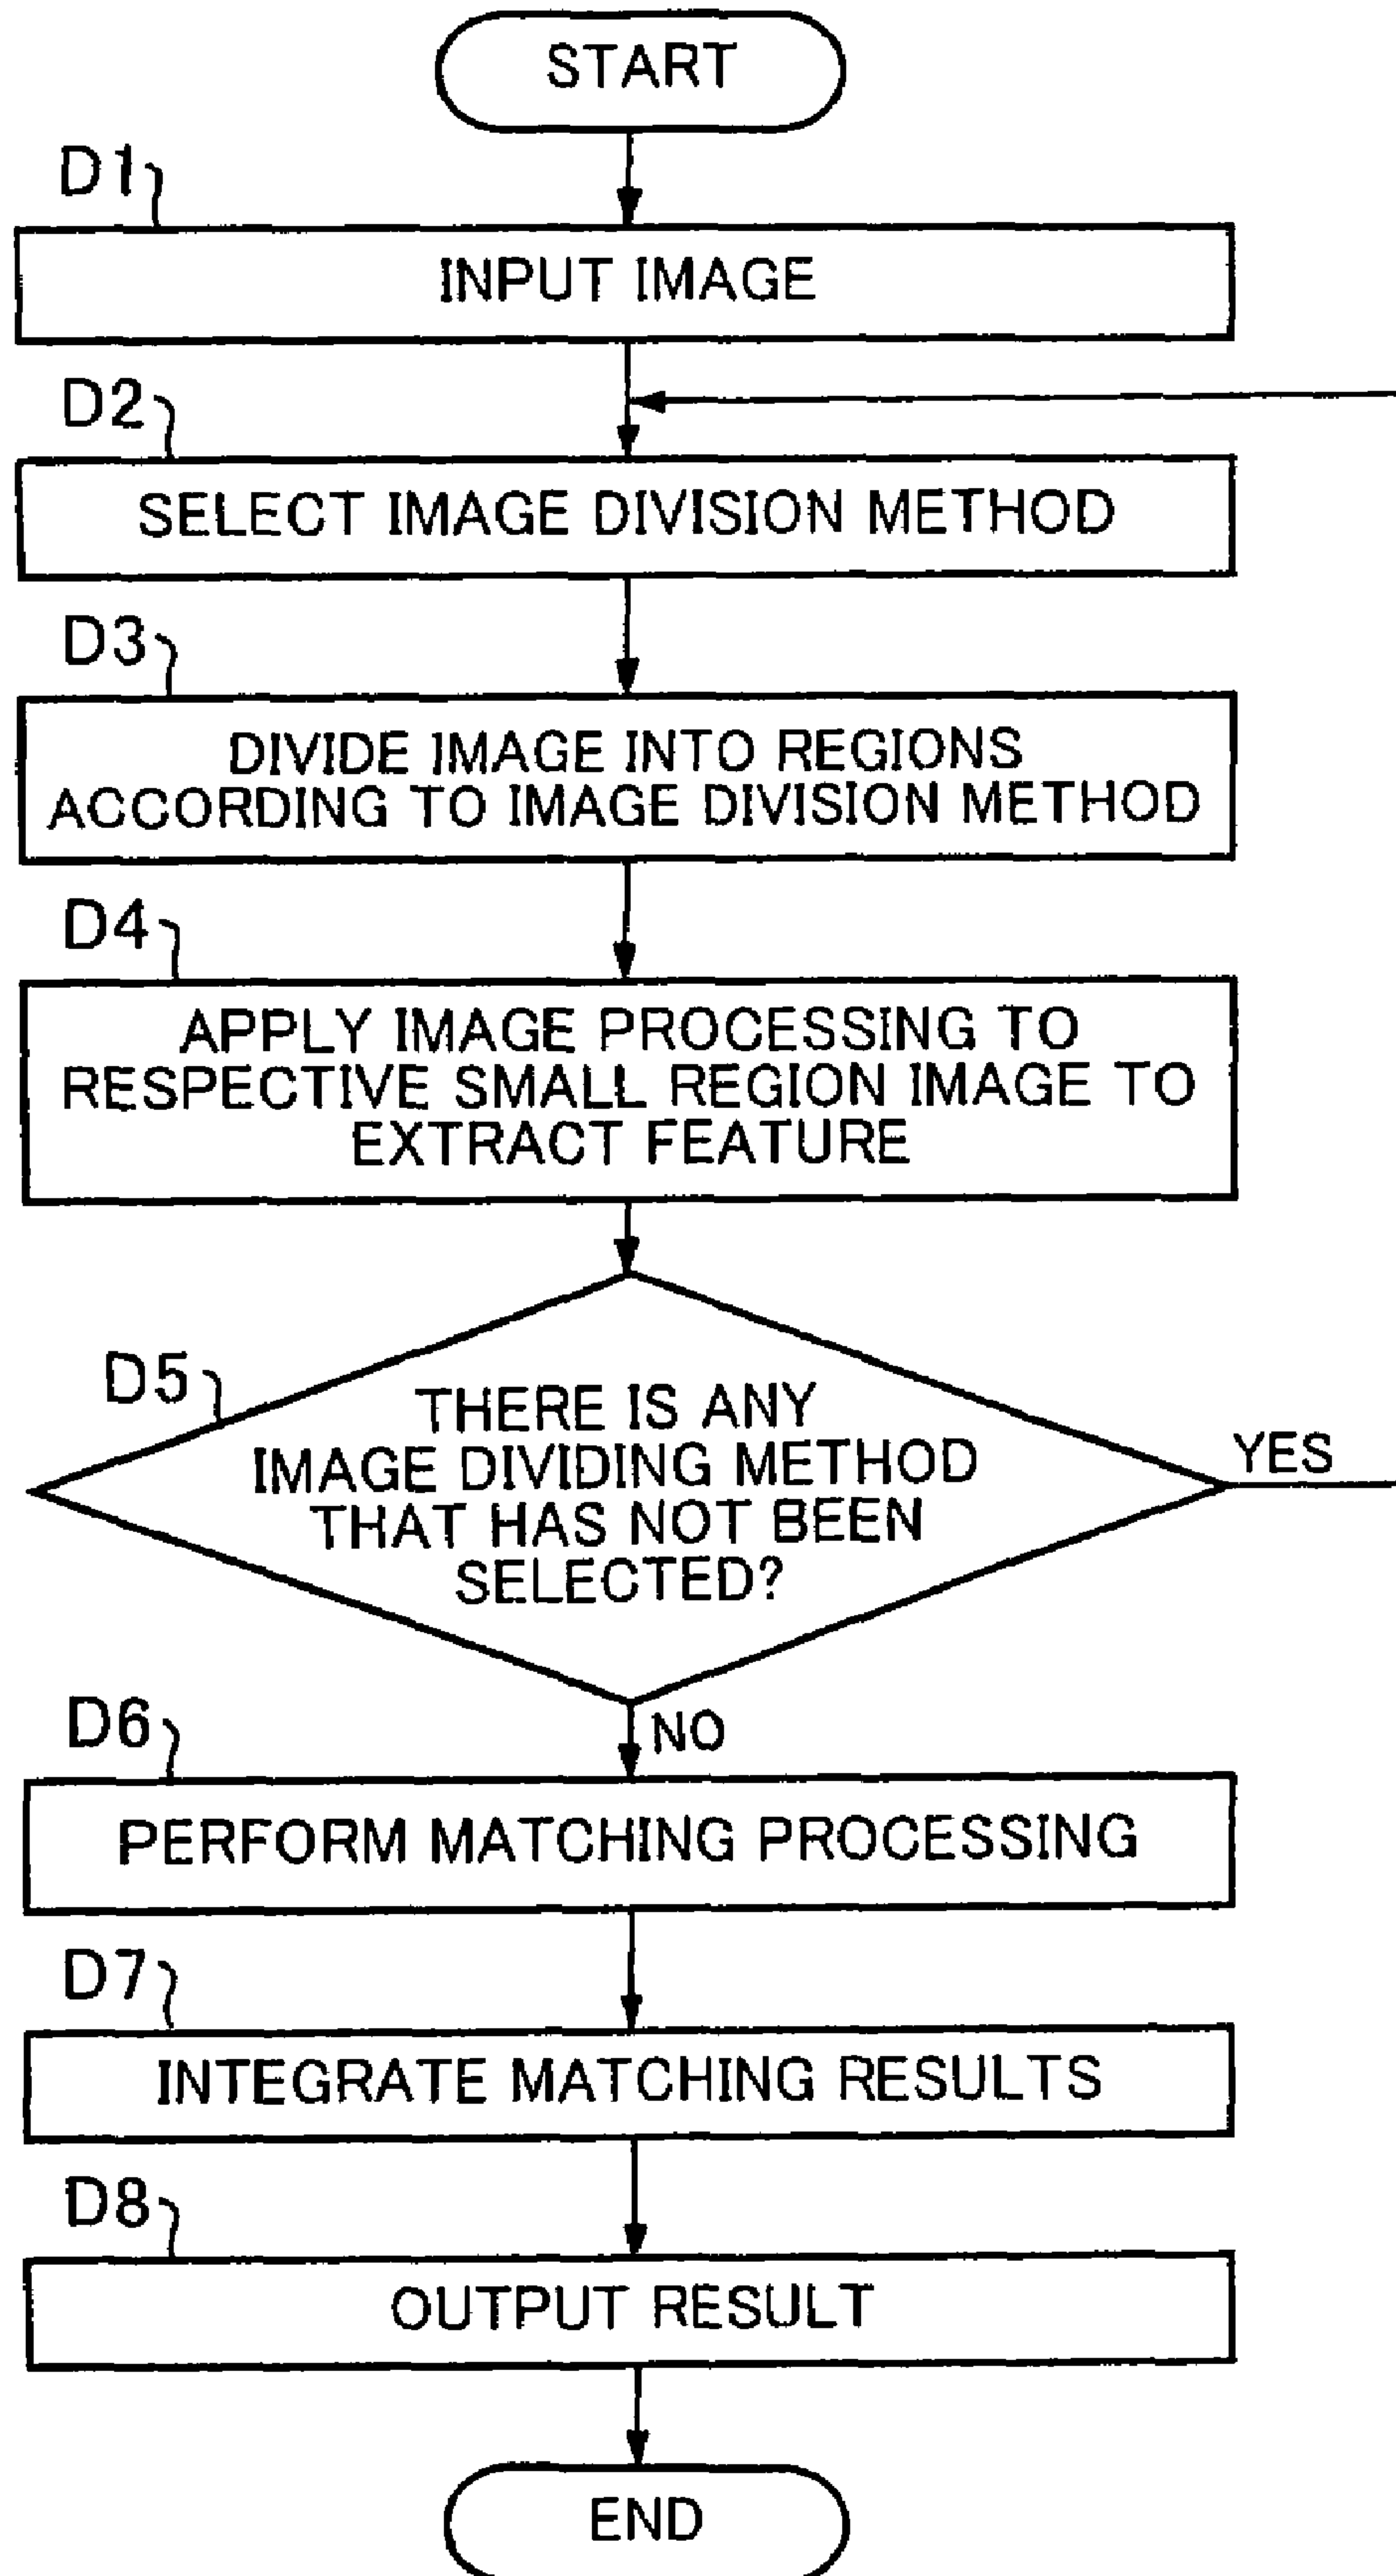 START
D1
INPUT IMAGE
D2
SELECT IMAGE DIVISION METHOD
D3
DIVIDE IMAGE INTO REGIONS
ACCORDING TO IMAGE DIVISION METHOD
D4
APPLY IMAGE PROCESSING TO
RESPECTIVE SMALL REGION IMAGE TO
EXTRACT FEATURE
D5
THERE IS ANY
IMAGE DIVIDING METHOD
THAT HAS NOT BEEN
SELECTED?
YES
NO
D6
PERFORM MATCHING PROCESSING
D7
INTEGRATE MATCHING RESULTS
D8
OUTPUT RESULT
END